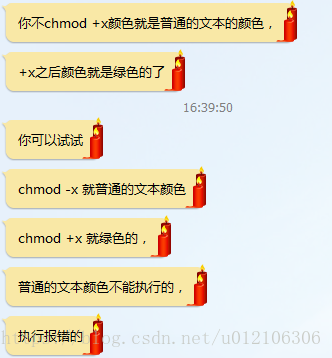 你不chmod +x颜色就是普通的文本的颜色，
+x之后颜色就是绿色的了
16:39:50
你可以试试
chmod -x 就普通的文本颜色
chmod +x 就绿色的，
普通的文本颜色不能执行的，
执行报错的
http://blog.csdn.net/u012106306